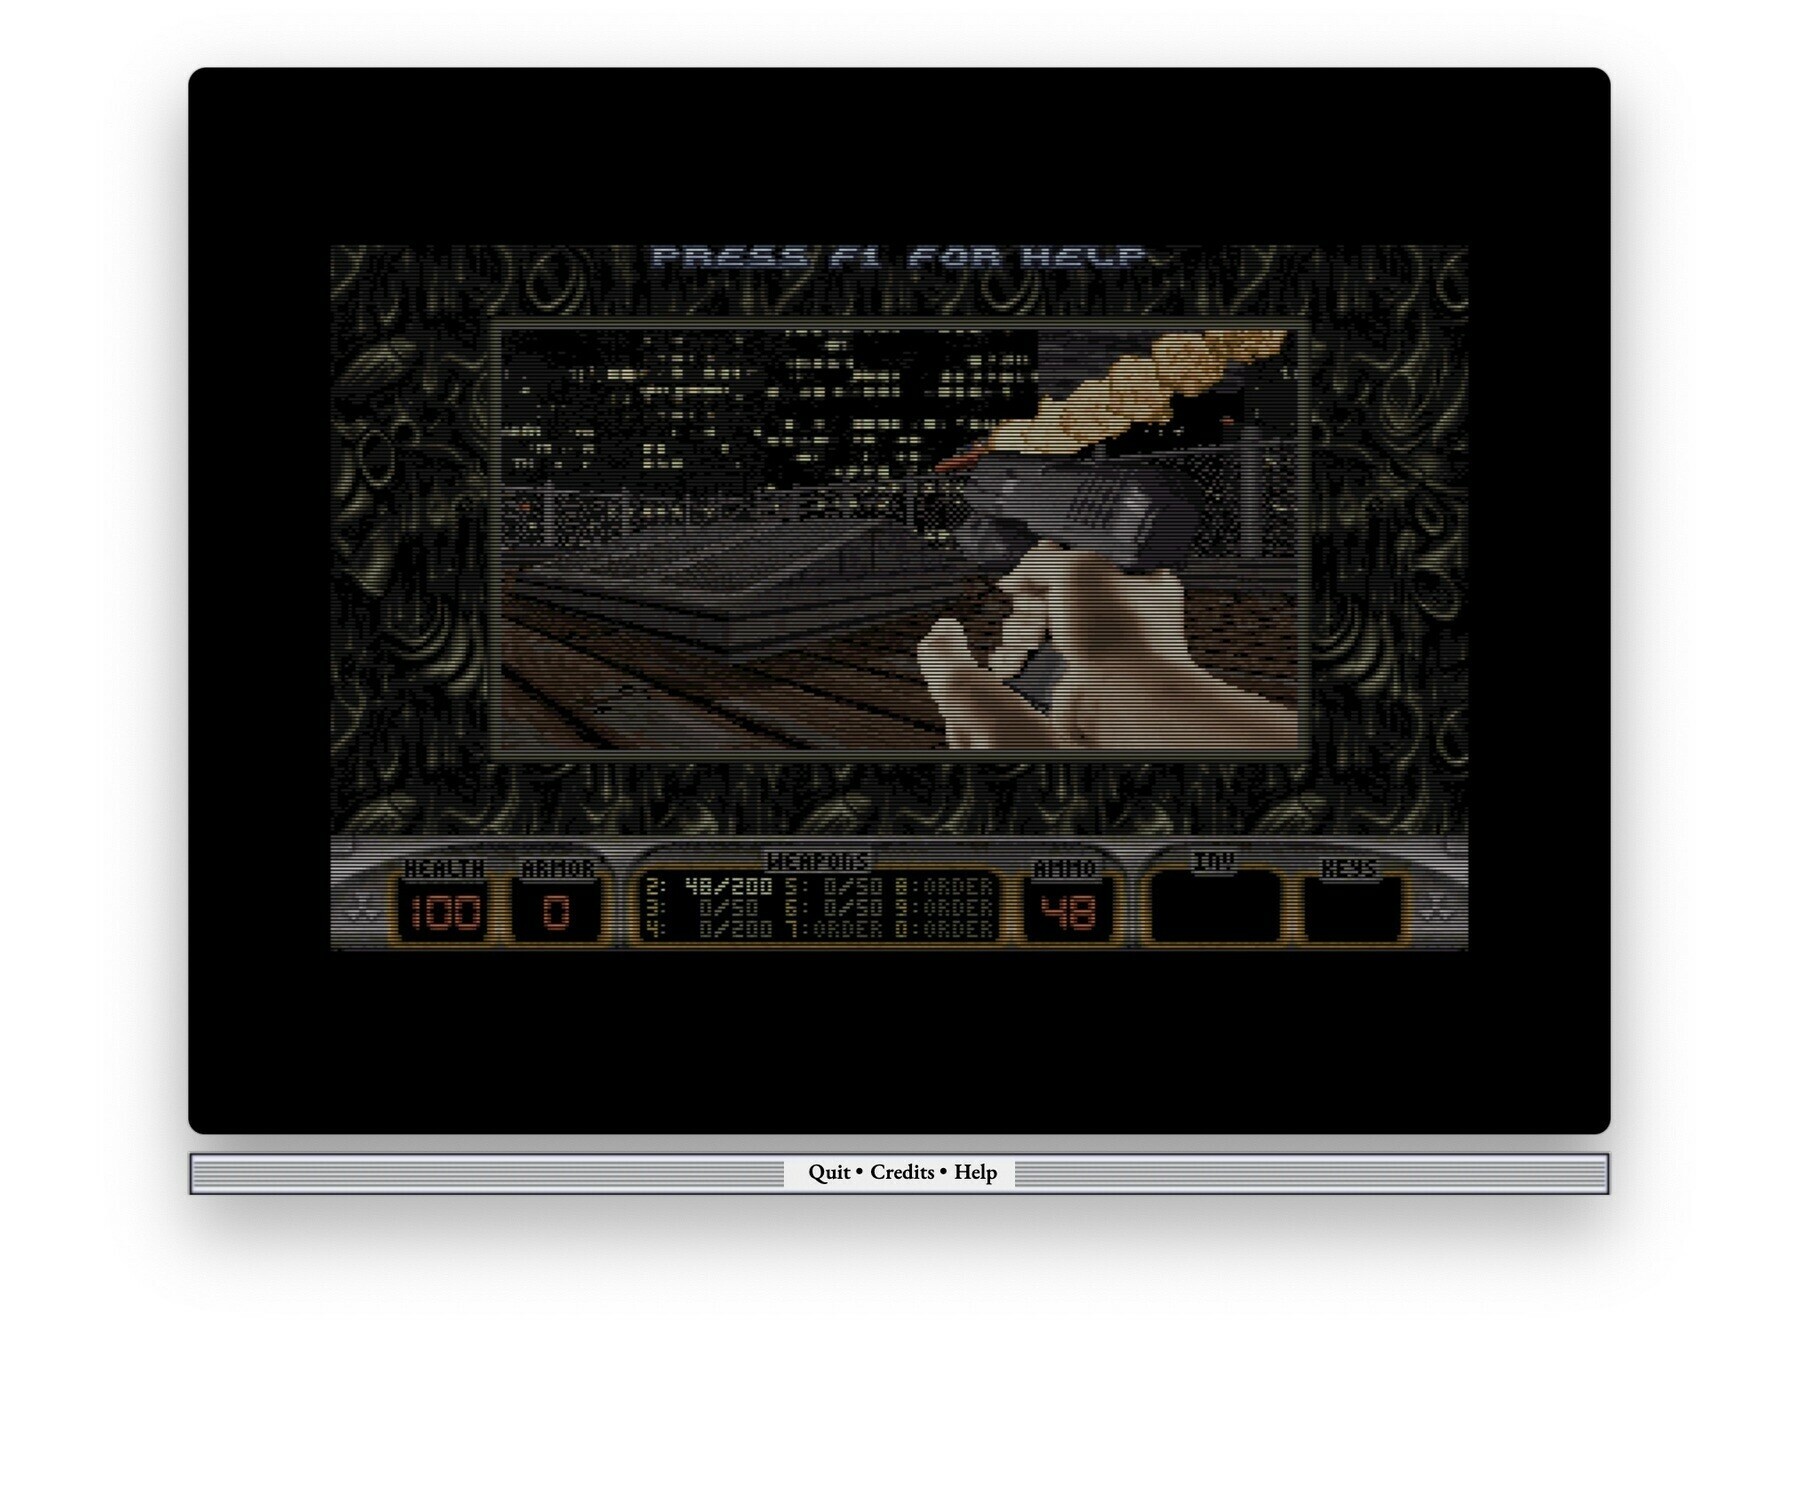 PRESS F1 FOR HELP
HEALTH ARMOR WEAPONS AMMO INV KEYS
2: 48/200 5: 0/50 8:ORDER
3: 0/50 6: 0/50 9:ORDER
4: 0/200 7:ORDER 0:ORDER
100 0 48
Quit • Credits • Help